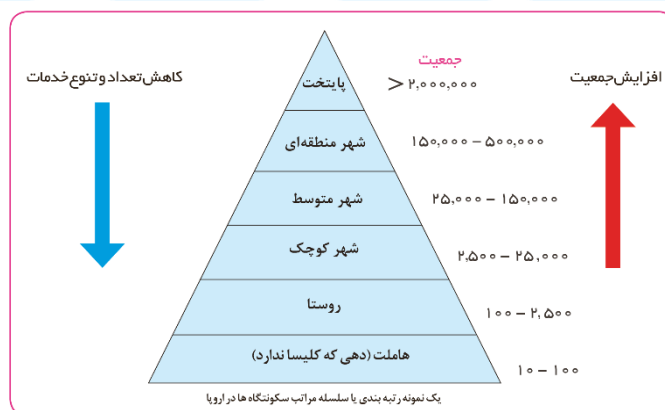 جمعیت
افزایش جمعیت
کاهش تعداد و تنوع خدمات
پایتخت
> ۲,۰۰۰,۰۰۰
شهر منطقه‌ای
۱۵۰,۰۰۰ – ۵۰۰,۰۰۰
شهر متوسط
۲۵,۰۰۰ – ۱۵۰,۰۰۰
شهر کوچک
۲,۵۰۰ – ۲۵,۰۰۰
روستا
۱۰۰ – ۲,۵۰۰
هاملت (دهی که کلیسا ندارد)
۱۰ – ۱۰۰
یک نمونه رتبه بندی یا سلسله مراتب سکونتگاه ها در اروپا